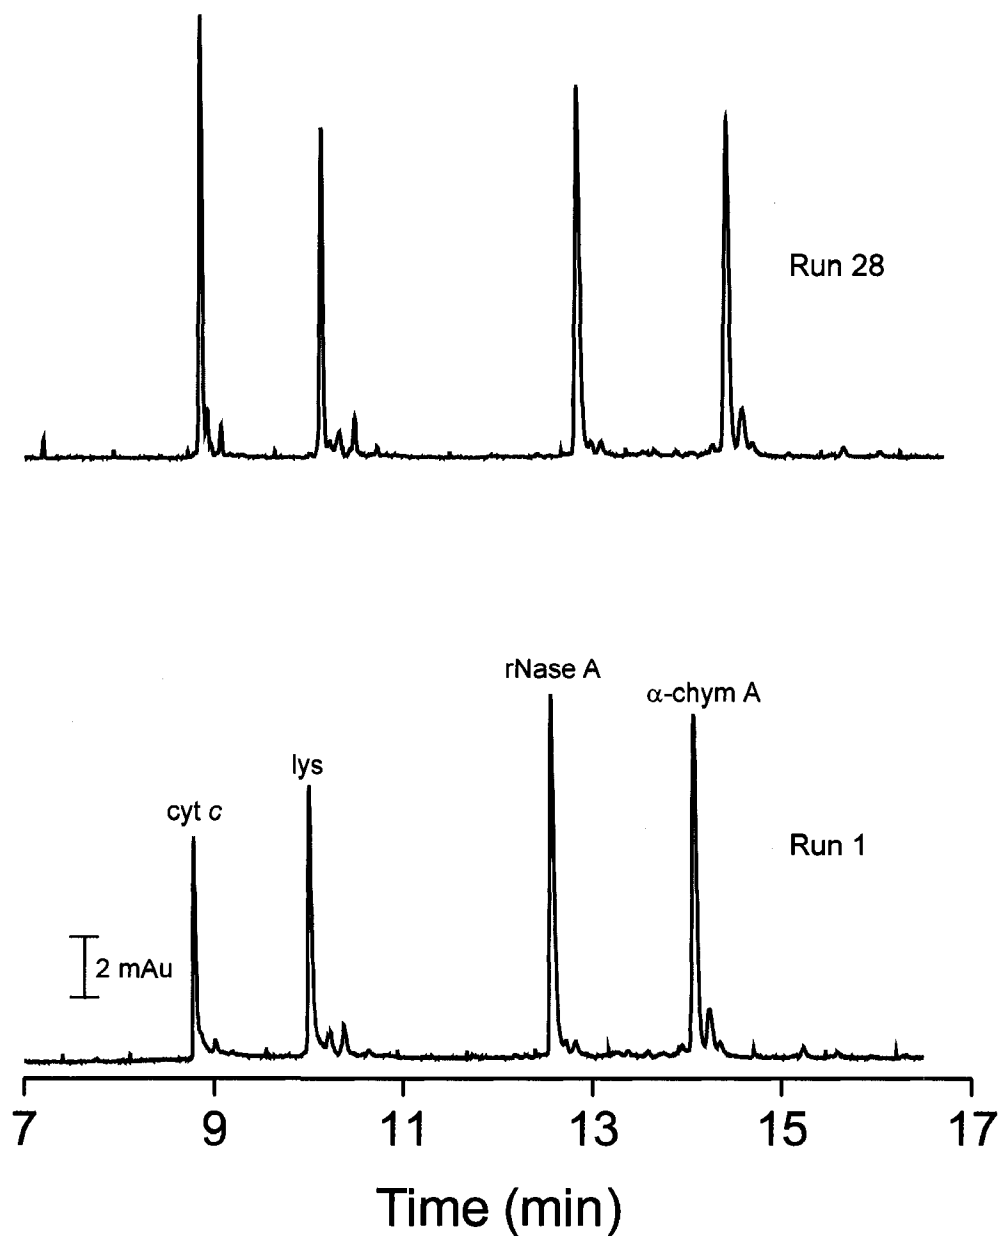 Run 28
rNase A
α-chym A
lys
cyt c
Run 1
2 mAu
7 9 11 13 15 17
Time (min)